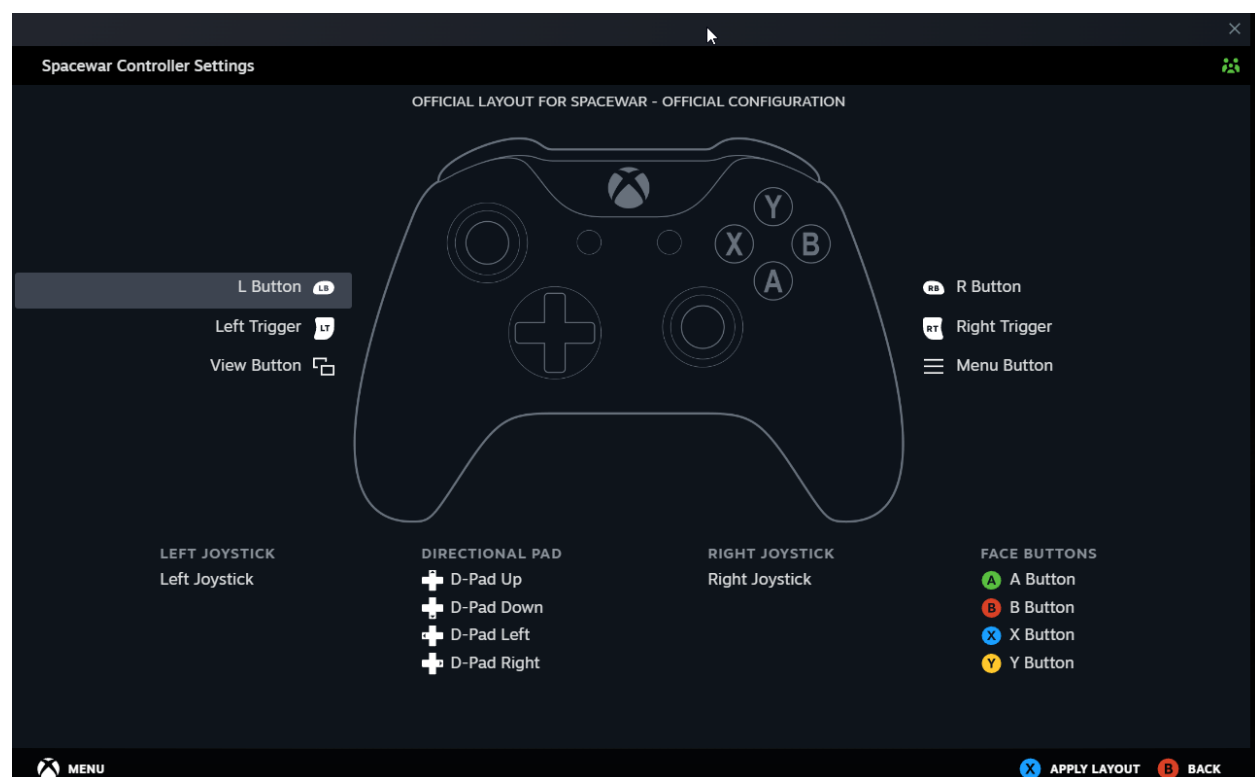 Spacewar Controller Settings
OFFICIAL LAYOUT FOR SPACEWAR - OFFICIAL CONFIGURATION
Y
X B
A
L Button LB
Left Trigger LT
View Button
RB R Button
RT Right Trigger
Menu Button
LEFT JOYSTICK
Left Joystick
DIRECTIONAL PAD
D-Pad Up
D-Pad Down
D-Pad Left
D-Pad Right
RIGHT JOYSTICK
Right Joystick
FACE BUTTONS
A A Button
B B Button
X X Button
Y Y Button
MENU
X APPLY LAYOUT B BACK